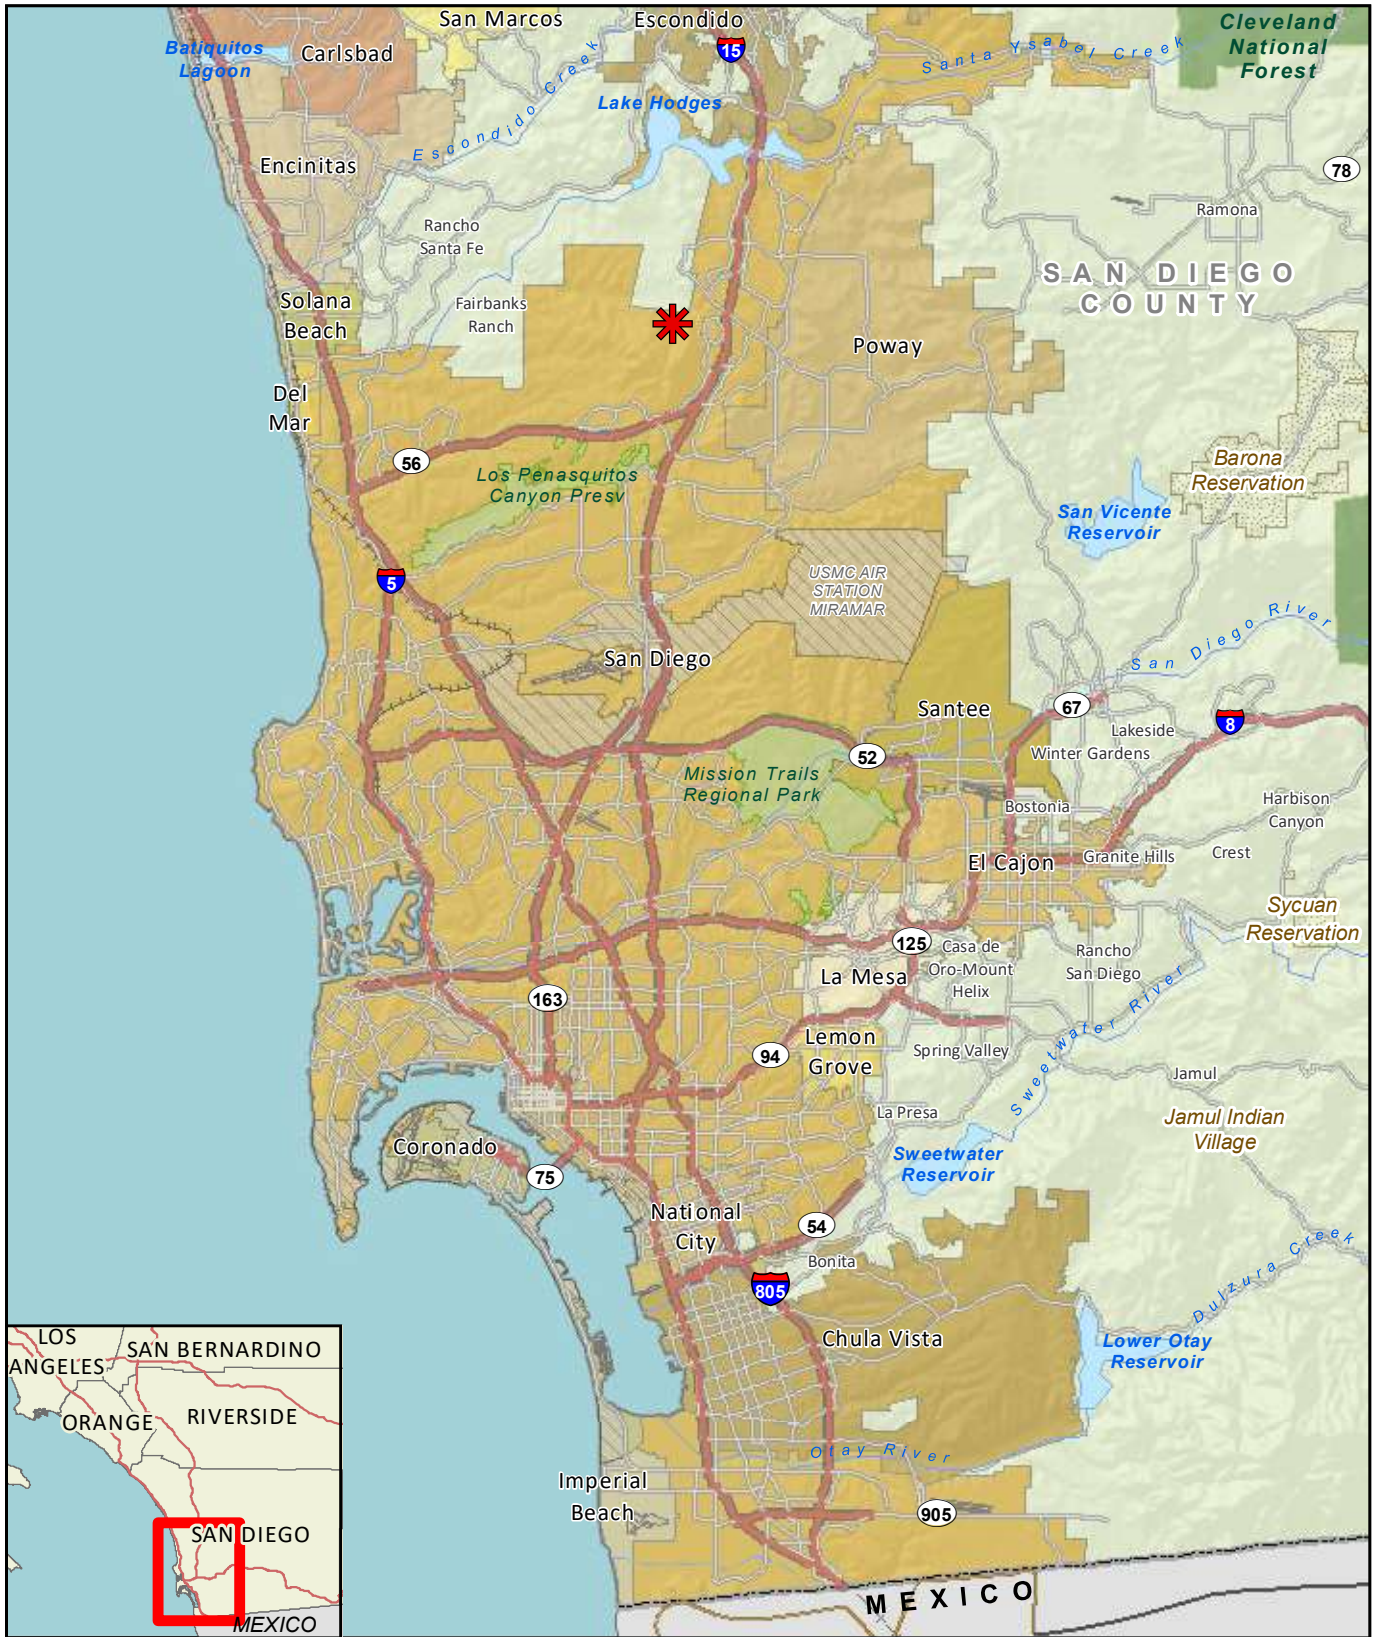 San Marcos
Escondido
Cleveland
National
Forest
Batiquitos
Lagoon
Carlsbad
15
Santa Ysabel Creek
Escondido Creek
Lake Hodges
Encinitas
78
Ramona
Rancho
Santa Fe
SAN DIEGO
COUNTY
Solana
Beach
Fairbanks
Ranch
Poway
Del
Mar
56
Los Penasquitos
Canyon Presv
Barona
Reservation
San Vicente
Reservoir
5
USMC AIR
STATION
MIRAMAR
San Diego River
San Diego
Santee
67
8
Lakeside
Winter Gardens
52
Mission Trails
Regional Park
Bostonia
Harbison
Canyon
El Cajon
Granite Hills
Crest
Sycuan
Reservation
125
Casa de
Oro-Mount
Helix
Rancho
San Diego
La Mesa
163
Sweetwater River
Lemon
Grove
94
Spring Valley
Jamul
La Presa
Jamul Indian
Village
Coronado
75
Sweetwater
Reservoir
National
City
54
Bonita
Dulzura Creek
805
Chula Vista
Lower Otay
Reservoir
Otay River
Imperial
Beach
905
MEXICO
LOS
ANGELES
SAN BERNARDINO
ORANGE
RIVERSIDE
SAN DIEGO
MEXICO